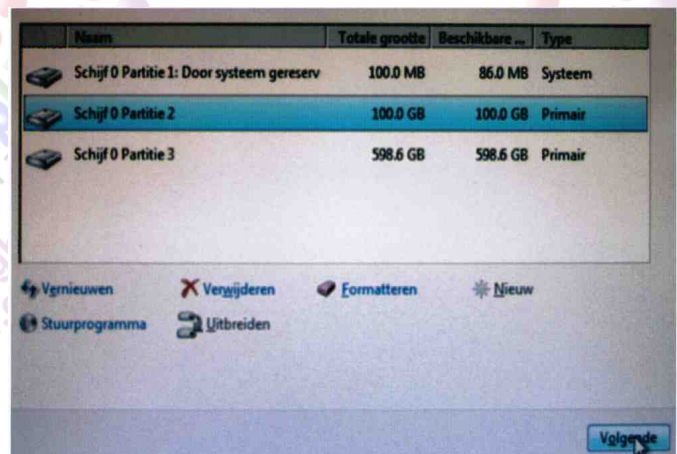 Naam Totale grootte Beschikbare ... Type
Schijf 0 Partitie 1: Door systeem gereserv 100.0 MB 86.0 MB Systeem
Schijf 0 Partitie 2 100.0 GB 100.0 GB Primair
Schijf 0 Partitie 3 598.6 GB 598.6 GB Primair
Vernieuwen Verwijderen Formatteren Nieuw
Stuurprogramma Uitbreiden
Volgende